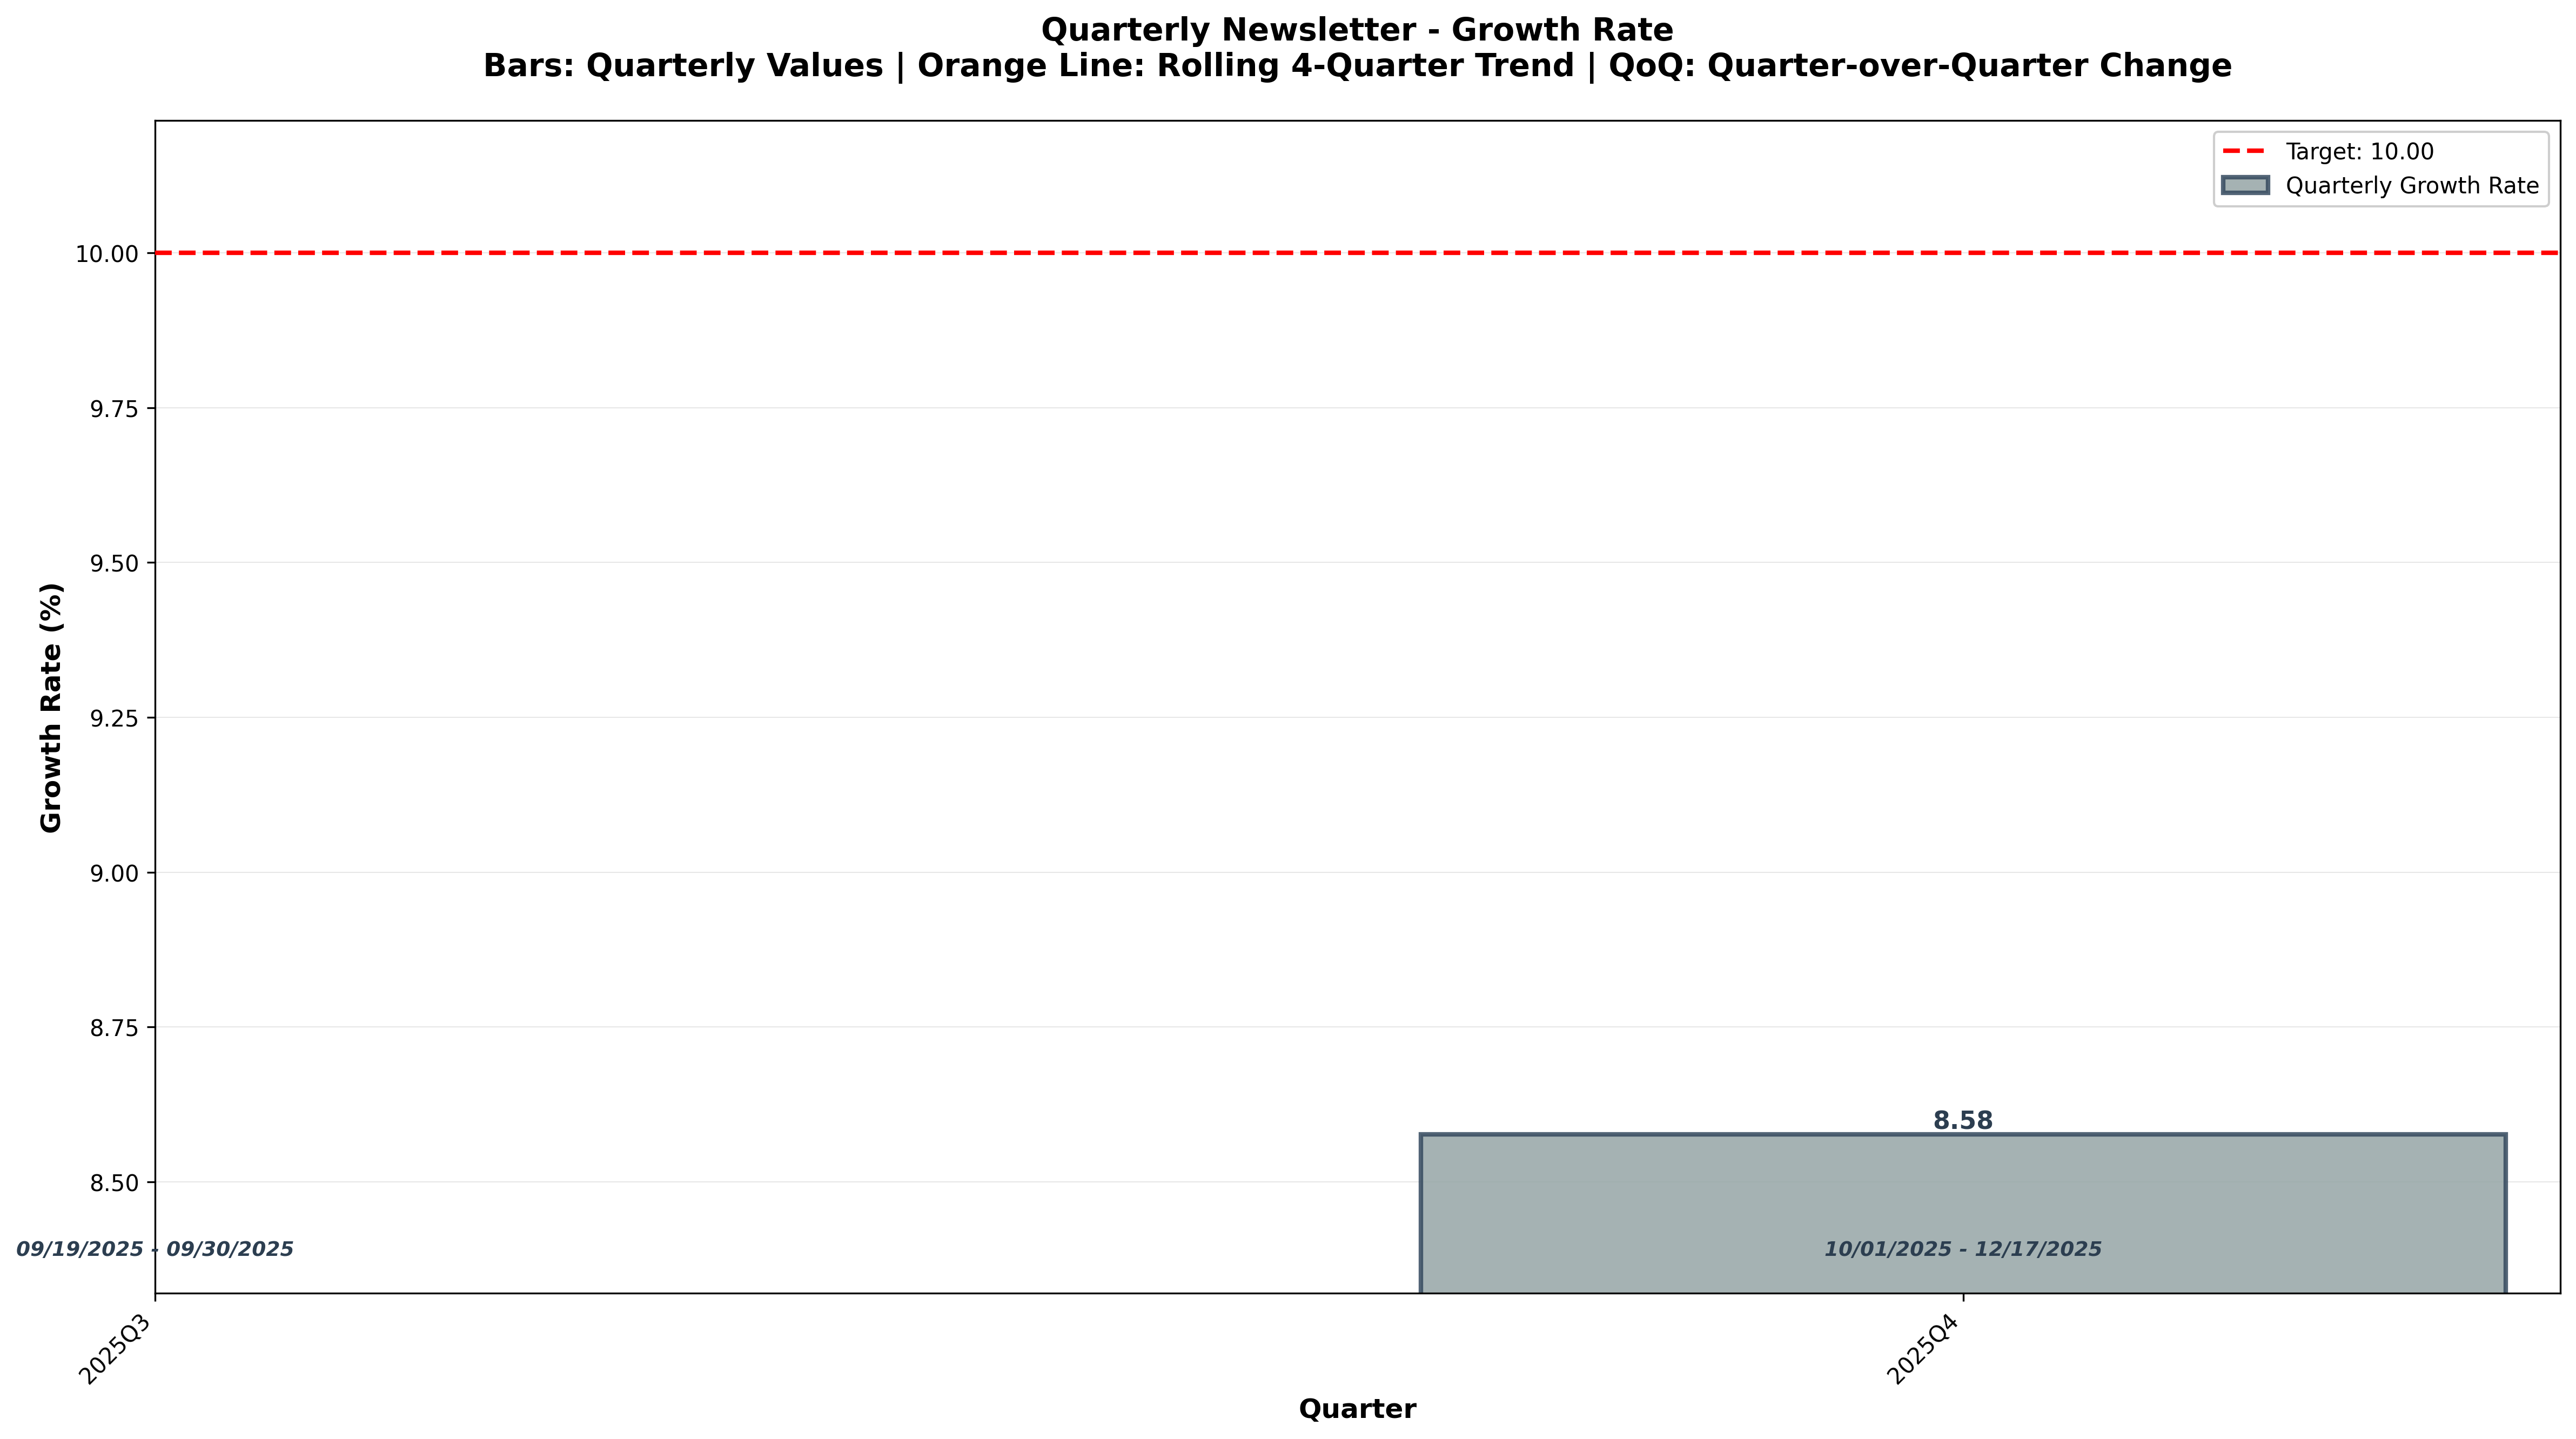 Quarterly Newsletter - Growth Rate
Bars: Quarterly Values | Orange Line: Rolling 4-Quarter Trend | QoQ: Quarter-over-Quarter Change
Target: 10.00
Quarterly Growth Rate
Growth Rate (%)
10.00
9.75
9.50
9.25
9.00
8.75
8.50
8.58
09/19/2025 - 09/30/2025
10/01/2025 - 12/17/2025
2025Q3
2025Q4
Quarter